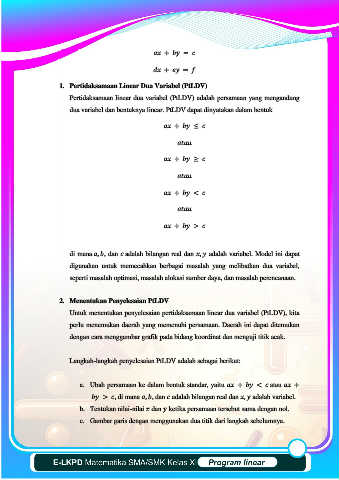 ax + by = c
dx + ey = f
1. Pertidaksamaan Linear Dua Variabel (PtLDV)
Pertidaksamaan linear dua variabel (PtLDV) adalah persamaan yang mengandung
dua variabel dan bentuknya linear. PtLDV dapat dinyatakan dalam bentuk
ax + by ≤ c
atau
ax + by ≥ c
atau
ax + by < c
atau
ax + by > c
di mana a, b, dan c adalah bilangan real dan x, y adalah variabel. Model ini dapat
digunakan untuk memecahkan berbagai masalah yang melibatkan dua variabel,
seperti masalah optimasi, masalah alokasi sumber daya, dan masalah perencanaan.
2. Menentukan Penyelesaian PtLDV
Untuk menentukan penyelesaian pertidaksamaan linear dua variabel (PtLDV), kita
perlu menemukan daerah yang memenuhi persamaan. Daerah ini dapat ditemukan
dengan cara menggambar grafik pada bidang koordinat dan menguji titik acak.
Langkah-langkah penyelesaian PtLDV adalah sebagai berikut:
a. Ubah persamaan ke dalam bentuk standar, yaitu ax + by < c atau ax +
by > c, di mana a, b, dan c adalah bilangan real dan x, y adalah variabel.
b. Tentukan nilai-nilai x dan y ketika persamaan tersebut sama dengan nol.
c. Gambar garis dengan menggunakan dua titik dari langkah sebelumnya.
E-LKPD Matematika SMA/SMK Kelas X Program linear